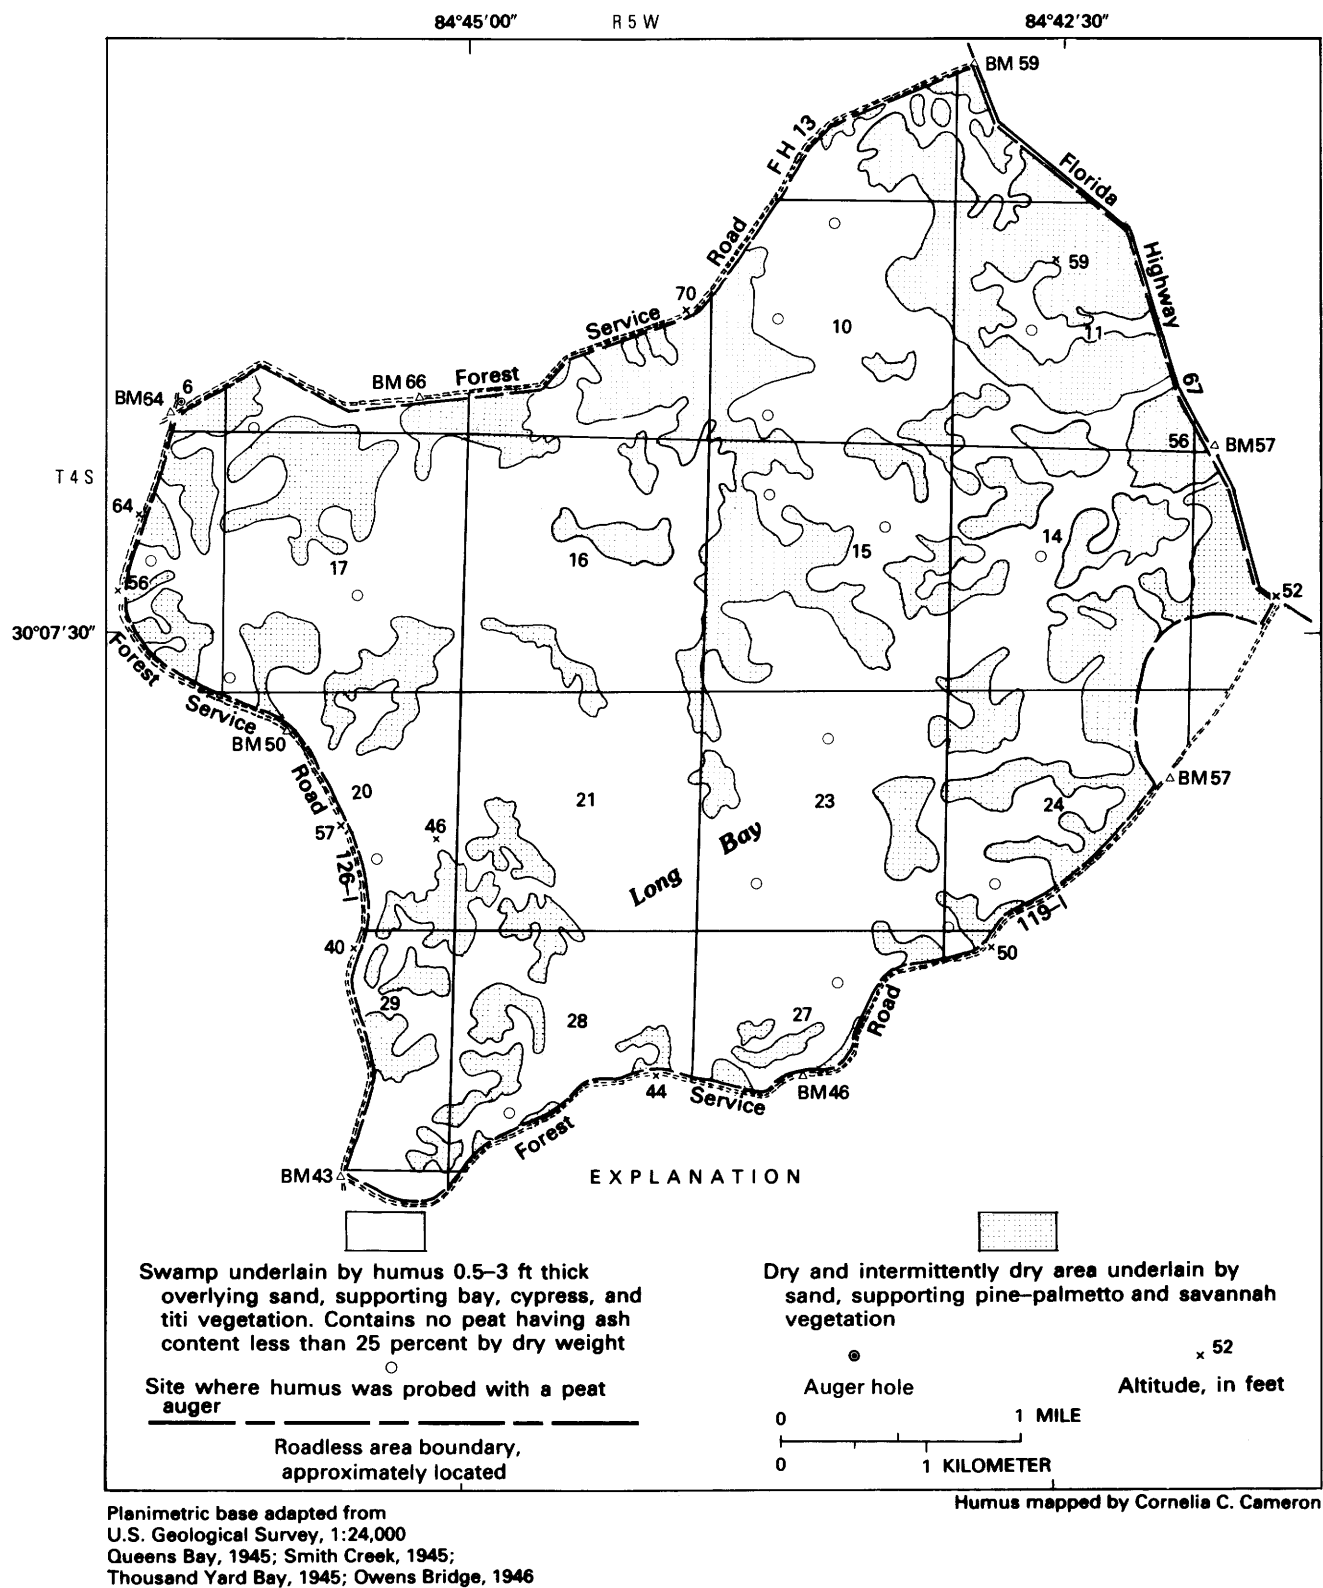 84°45'00"
R 5 W
84°42'30"
BM 59
F H 13
Florida
Road
59
Highway
70
Service
10
11
BM 66
Forest
6
BM64
67
56
BM57
T 4 S
64
14
16
15
17
56
52
30°07'30"
Forest
Service
BM 50
BM57
Road
20
21
23
24
57
46
Bay
126-I
Long
119-I
40
50
29
Road
28
27
44
Service
BM46
Forest
BM43
EXPLANATION
Swamp underlain by humus 0.5–3 ft thick
overlying sand, supporting bay, cypress, and
titi vegetation. Contains no peat having ash
content less than 25 percent by dry weight
Site where humus was probed with a peat
auger
Roadless area boundary,
approximately located
Dry and intermittently dry area underlain by
sand, supporting pine–palmetto and savannah
vegetation
52
Auger hole
Altitude, in feet
0 1 MILE
0 1 KILOMETER
Planimetric base adapted from
U.S. Geological Survey, 1:24,000
Queens Bay, 1945; Smith Creek, 1945;
Thousand Yard Bay, 1945; Owens Bridge, 1946
Humus mapped by Cornelia C. Cameron